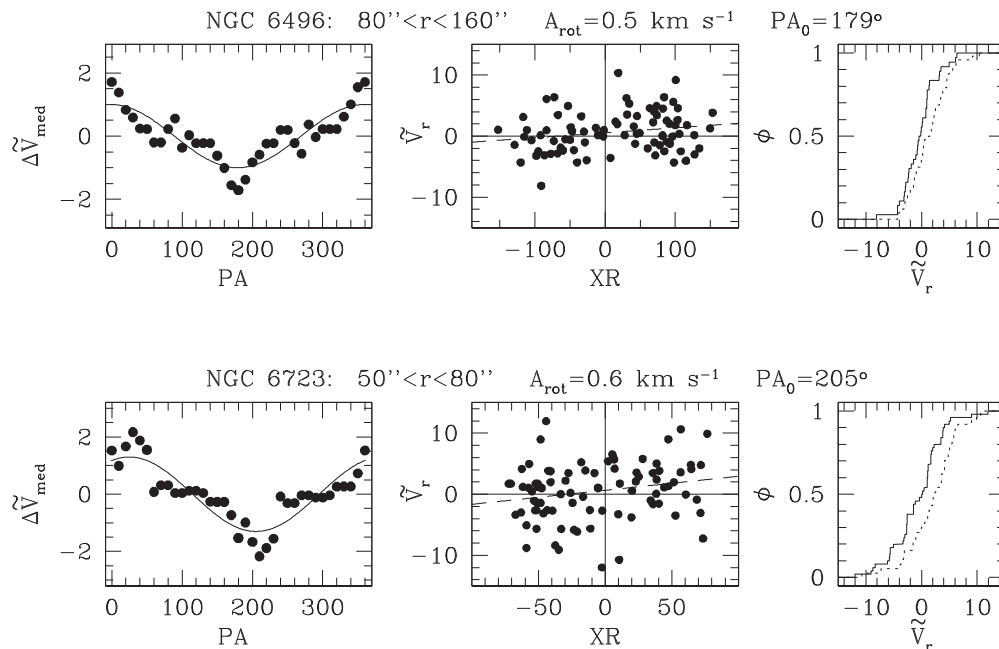 NGC 6496: 80''<r<160'' A_rot=0.5 km s⁻¹ PA₀=179°
2
0
−2
ΔṼ_med
0 100 200 300
PA
10
0
−10
Ṽ_r
−100 0 100
XR
1
0.5
0
ϕ
−10 0 10
Ṽ_r
NGC 6723: 50''<r<80'' A_rot=0.6 km s⁻¹ PA₀=205°
2
0
−2
ΔṼ_med
0 100 200 300
PA
10
0
−10
Ṽ_r
−50 0 50
XR
1
0.5
0
ϕ
−10 0 10
Ṽ_r